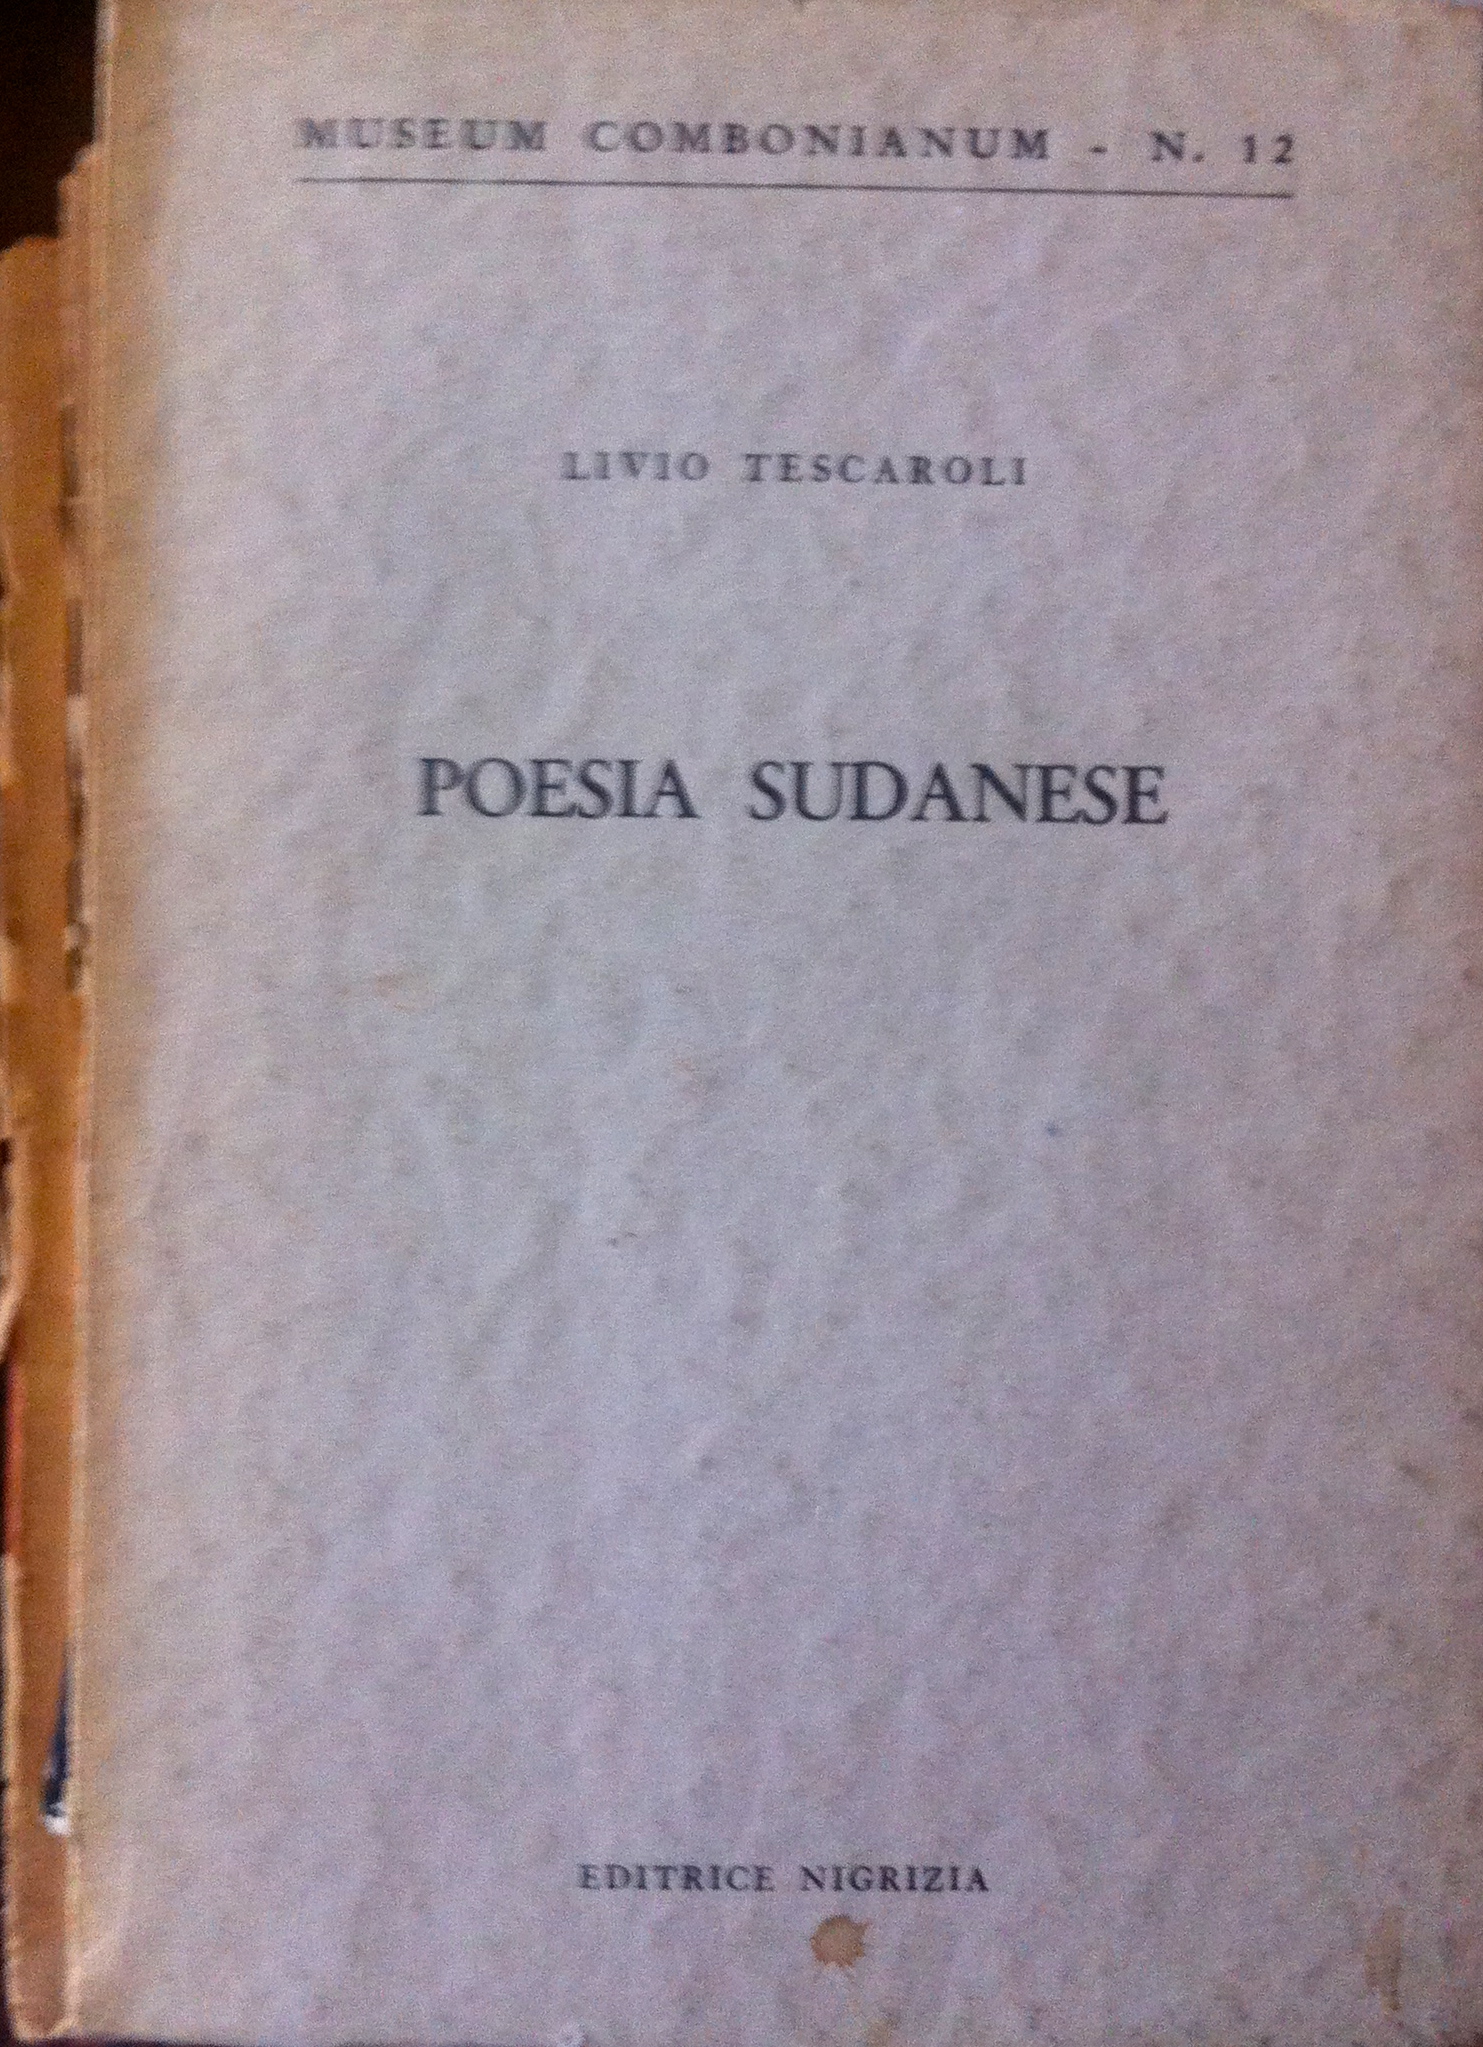 MUSEUM COMBONIANUM - N. 12
LIVIO TESCAROLI
POESIA SUDANESE
EDITRICE NIGRIZIA